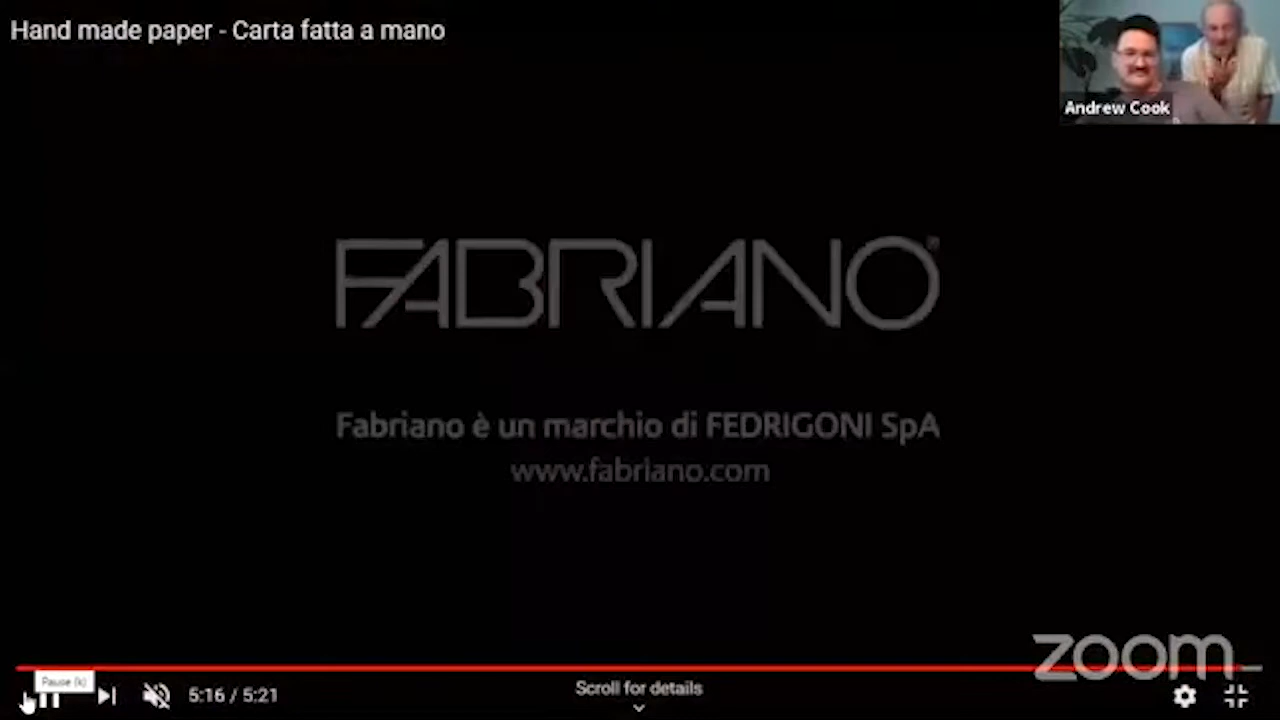 Hand made paper - Carta fatta a mano
Andrew Cook
FABRIANO®
Fabriano è un marchio di FEDRIGONI SpA
www.fabriano.com
zoom
Pause (k)
5:16 / 5:21
Scroll for details